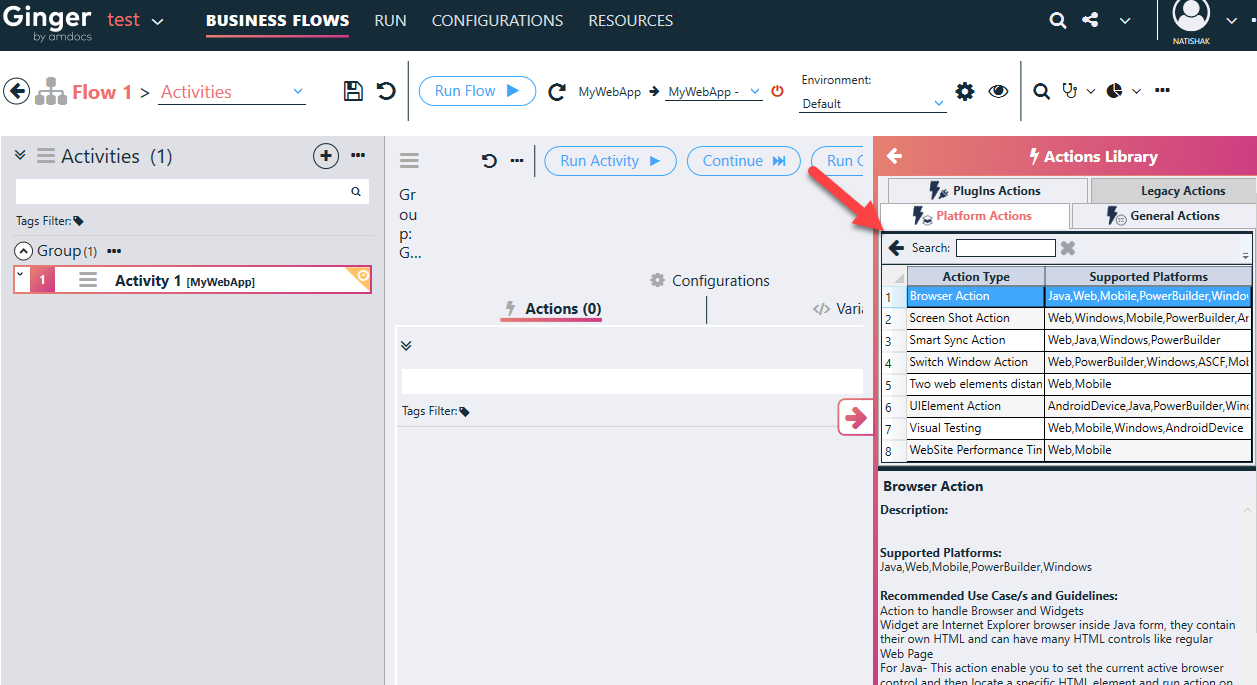 Ginger test BUSINESS FLOWS RUN CONFIGURATIONS RESOURCES
by amdocs
NATISHAK
Flow 1 > Activities
Run Flow MyWebApp MyWebApp -
Environment:
Default
Activities (1)
Tags Filter:
Group (1)
1 Activity 1 [MyWebApp]
Run Activity Continue Run C
Gr
ou
p:
G...
Configurations
Actions (0) Varia
Tags Filter:
Actions Library
PlugIns Actions Legacy Actions
Platform Actions General Actions
Search:
Action Type Supported Platforms
1 Browser Action Java,Web,Mobile,PowerBuilder,Windo
2 Screen Shot Action Web,Windows,Mobile,PowerBuilder,An
3 Smart Sync Action Web,Java,Windows,PowerBuilder
4 Switch Window Action Web,PowerBuilder,Windows,ASCF,Mob
5 Two web elements distan Web,Mobile
6 UIElement Action AndroidDevice,Java,PowerBuilder,Wind
7 Visual Testing Web,Mobile,Windows,AndroidDevice
8 WebSite Performance Tim Web,Mobile
Browser Action
Description:
Supported Platforms:
Java,Web,Mobile,PowerBuilder,Windows
Recommended Use Case/s and Guidelines:
Action to handle Browser and Widgets
Widget are Internet Explorer browser inside Java form, they contain
their own HTML and can have many HTML controls like regular
Web Page
For Java- This action enable you to set the current active browser
control and then locate a specific HTML element and run action on